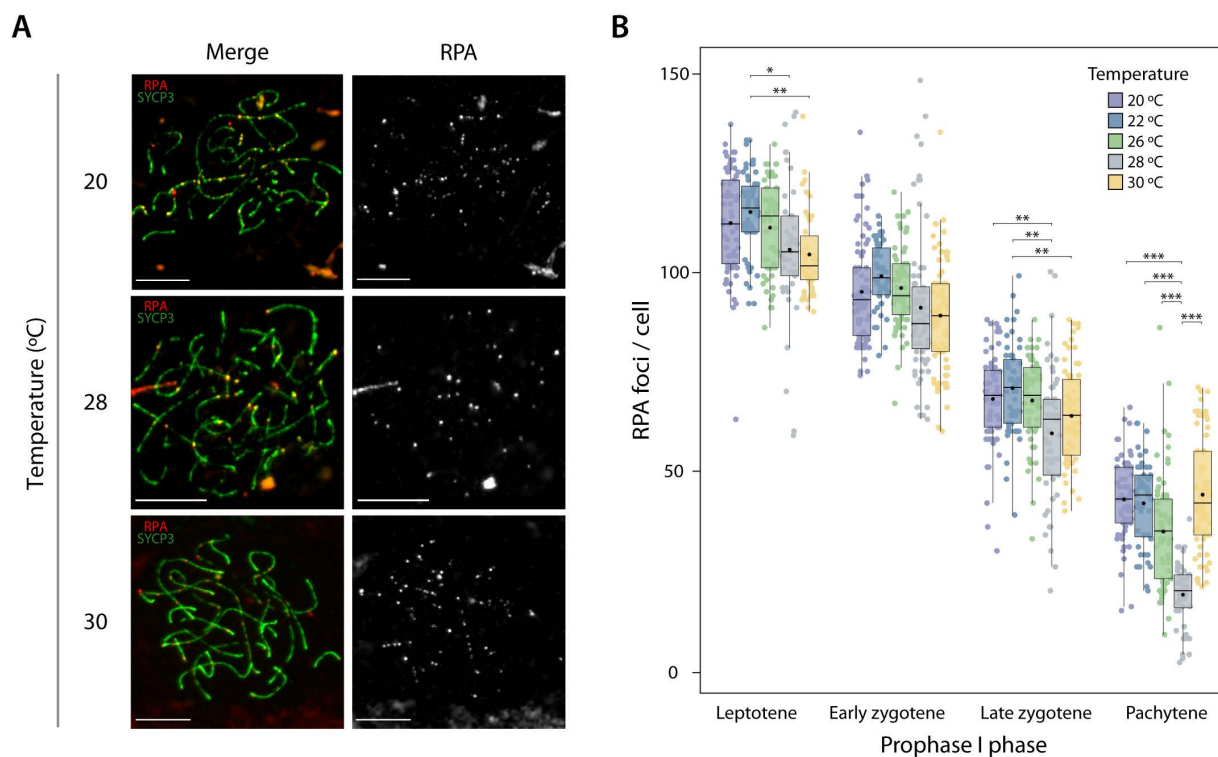 A
Merge
RPA
RPA
SYCP3
20
RPA
SYCP3
28
RPA
SYCP3
30
Temperature (ºC)
B
150
100
50
0
RPA foci / cell
Temperature
20 ºC
22 ºC
26 ºC
28 ºC
30 ºC
*
**
**
**
**
***
***
***
***
Leptotene Early zygotene Late zygotene Pachytene
Prophase I phase